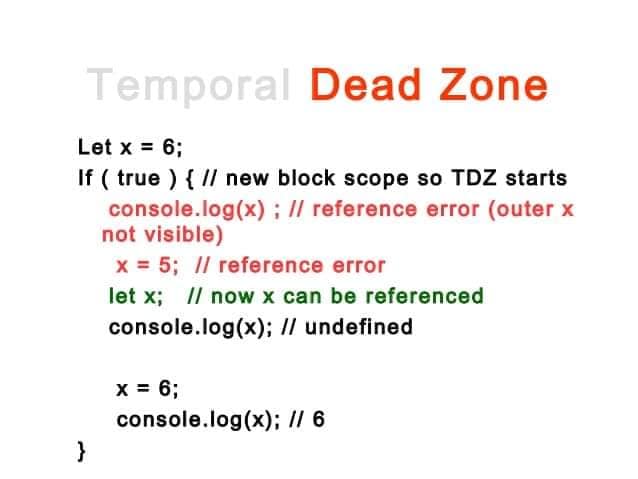 Temporal Dead Zone
Let x = 6;
If ( true ) { // new block scope so TDZ starts
console.log(x) ; // reference error (outer x
not visible)
x = 5; // reference error
let x; // now x can be referenced
console.log(x); // undefined
x = 6;
console.log(x); // 6
}